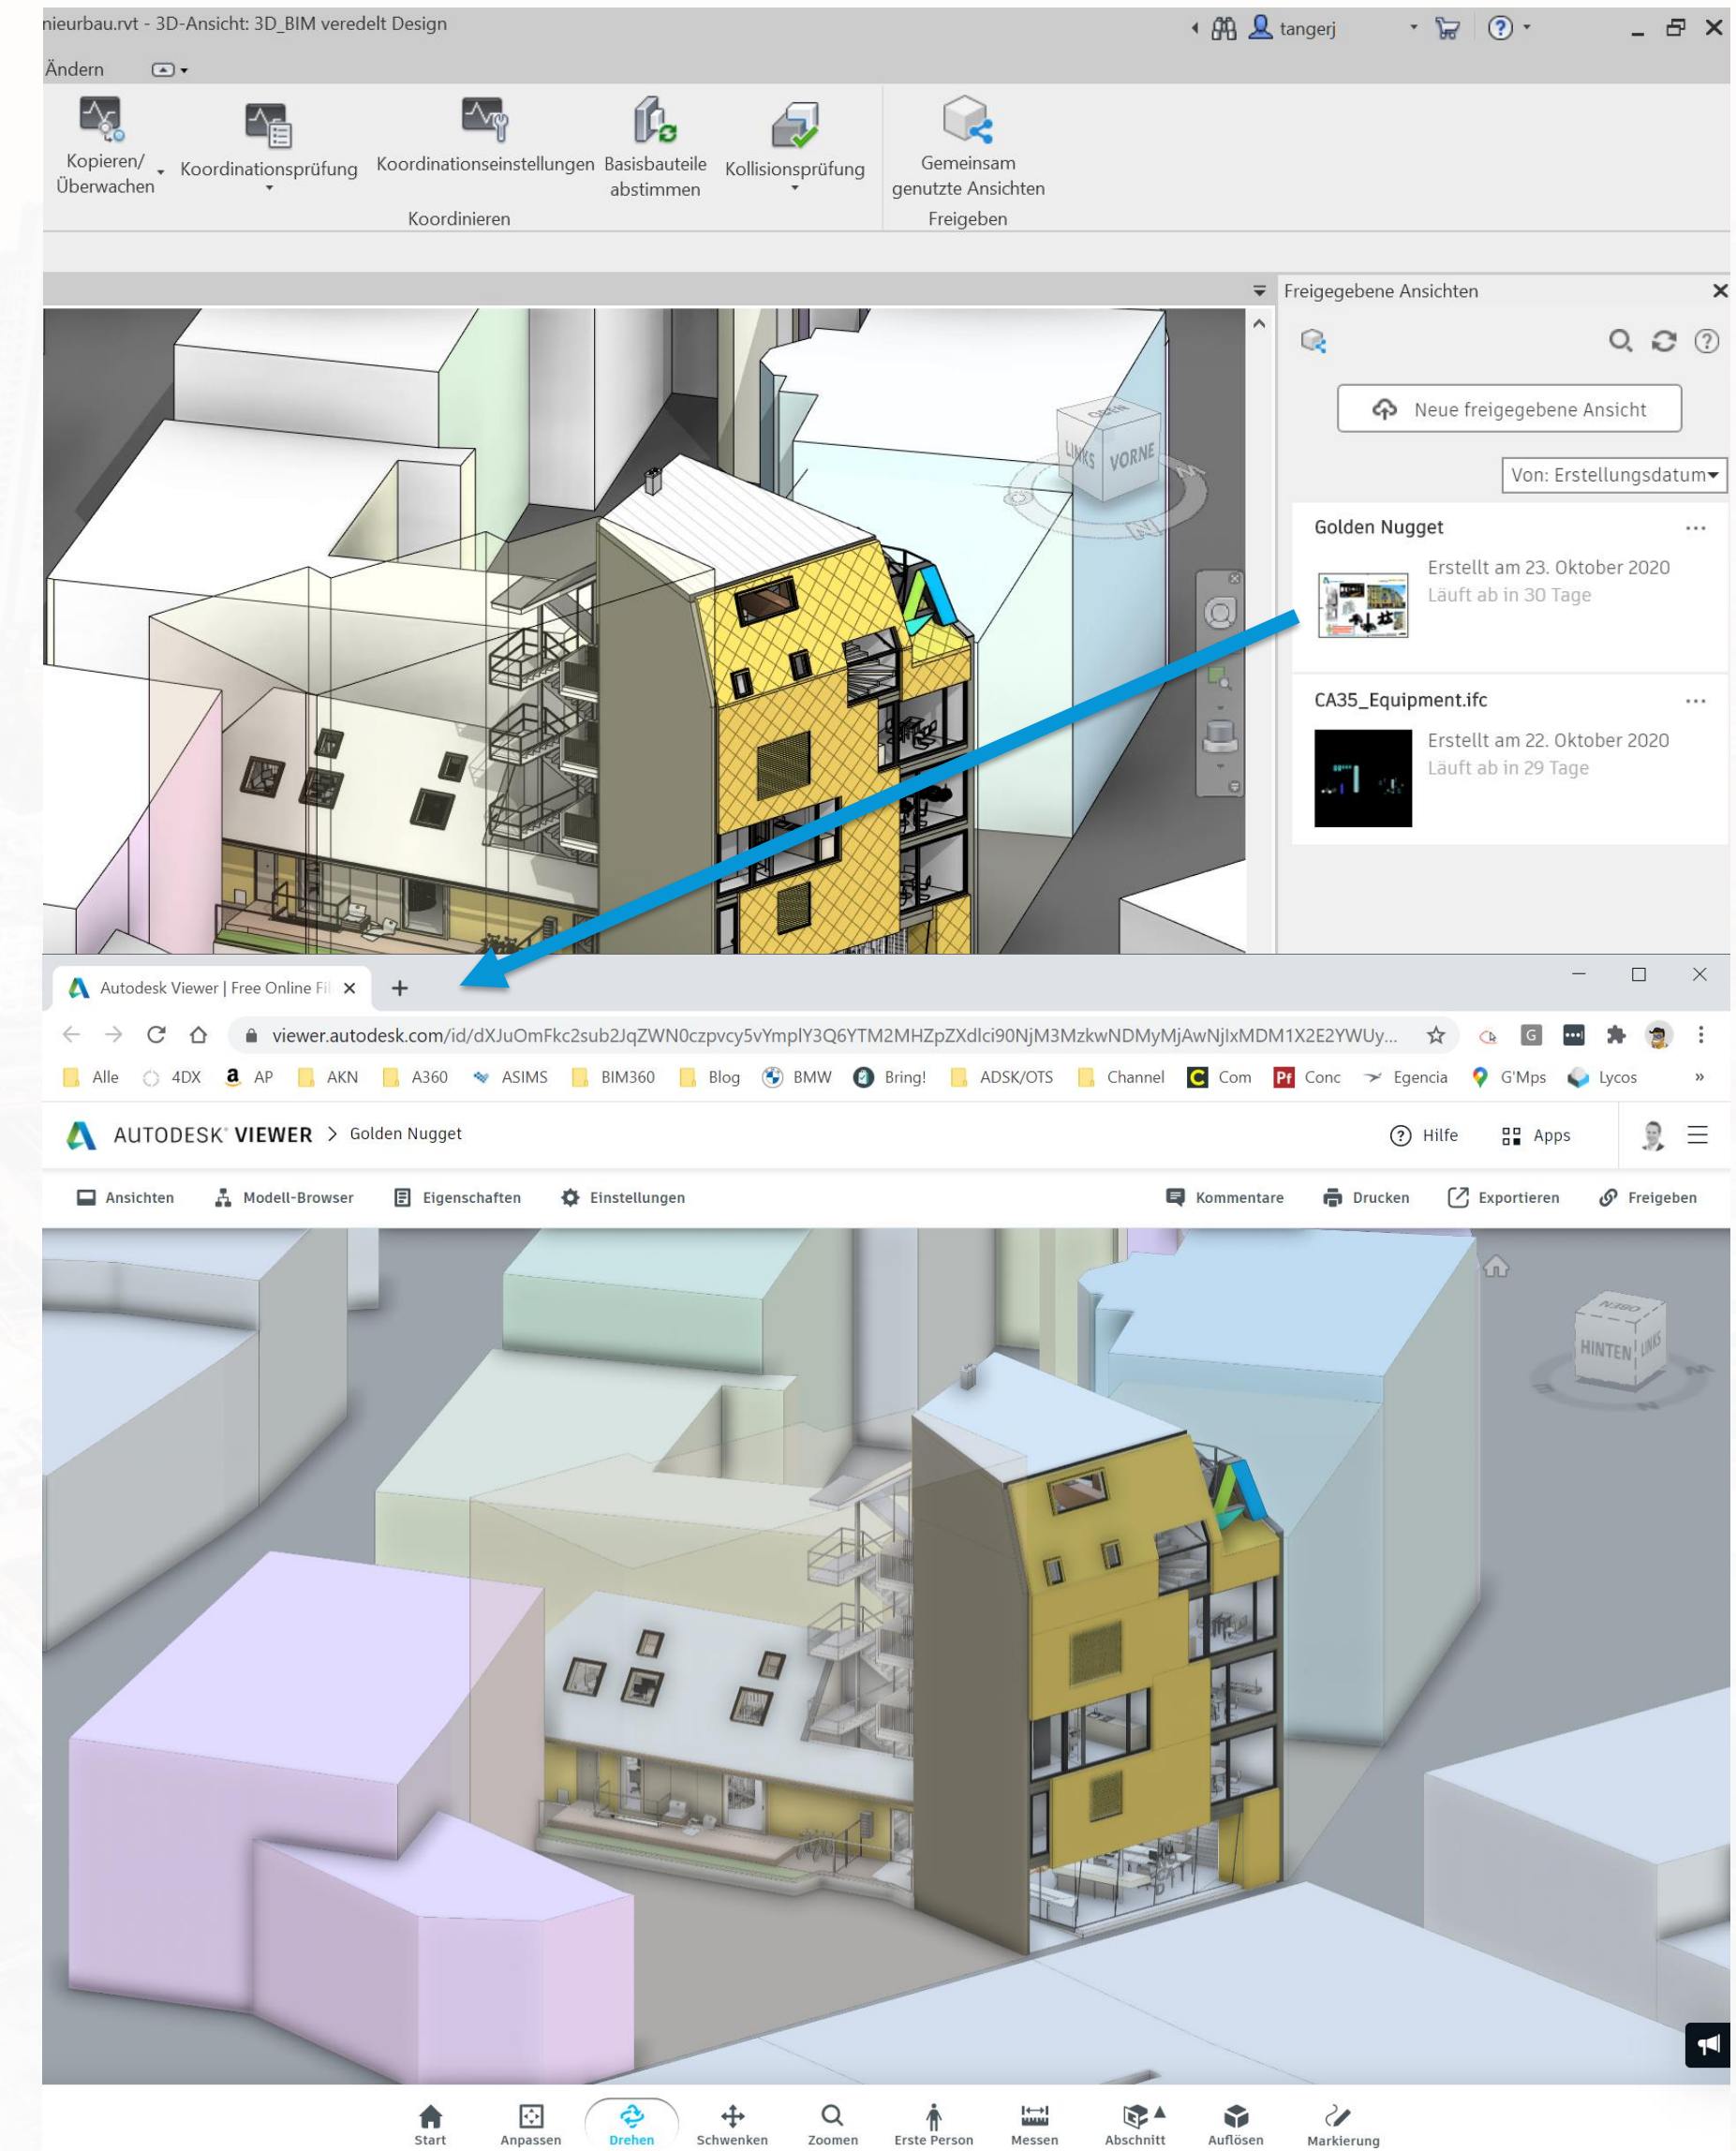 nieurbau.rvt - 3D-Ansicht: 3D_BIM veredelt Design
tangerj
Ändern
Kopieren/
Überwachen
Koordinationsprüfung
Koordinationseinstellungen
Basisbauteile
abstimmen
Kollisionsprüfung
Gemeinsam
genutzte Ansichten
Koordinieren
Freigeben
Freigegebene Ansichten
Neue freigegebene Ansicht
Von: Erstellungsdatum
OBEN
LINKS
VORNE
N
Golden Nugget
Erstellt am 23. Oktober 2020
Läuft ab in 30 Tage
CA35_Equipment.ifc
Erstellt am 22. Oktober 2020
Läuft ab in 29 Tage
Autodesk Viewer | Free Online Fil
viewer.autodesk.com/id/dXJuOmFkc2sub2JqZWN0czpvcy5vYmplY3Q6YTM2MHZpZXdlci90NjM3MzkwNDMyMjAwNjIxMDM1X2E2YWUy...
Alle 4DX AP AKN A360 ASIMS BIM360 Blog BMW Bring! ADSK/OTS Channel Com Conc Egencia G'Mps Lycos »
AUTODESK® VIEWER > Golden Nugget
Hilfe Apps
Ansichten Modell-Browser Eigenschaften Einstellungen Kommentare Drucken Exportieren Freigeben
OBEN
HINTEN
LINKS
Start Anpassen Drehen Schwenken Zoomen Erste Person Messen Abschnitt Auflösen Markierung